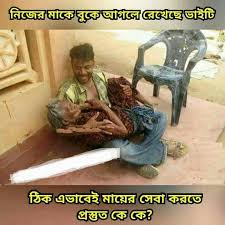 নিজের মাকে বুকে আগলে রেখেছে ভাইটি
ঠিক এভাবেই মায়ের সেবা করতে
প্রস্তুত কে কে?